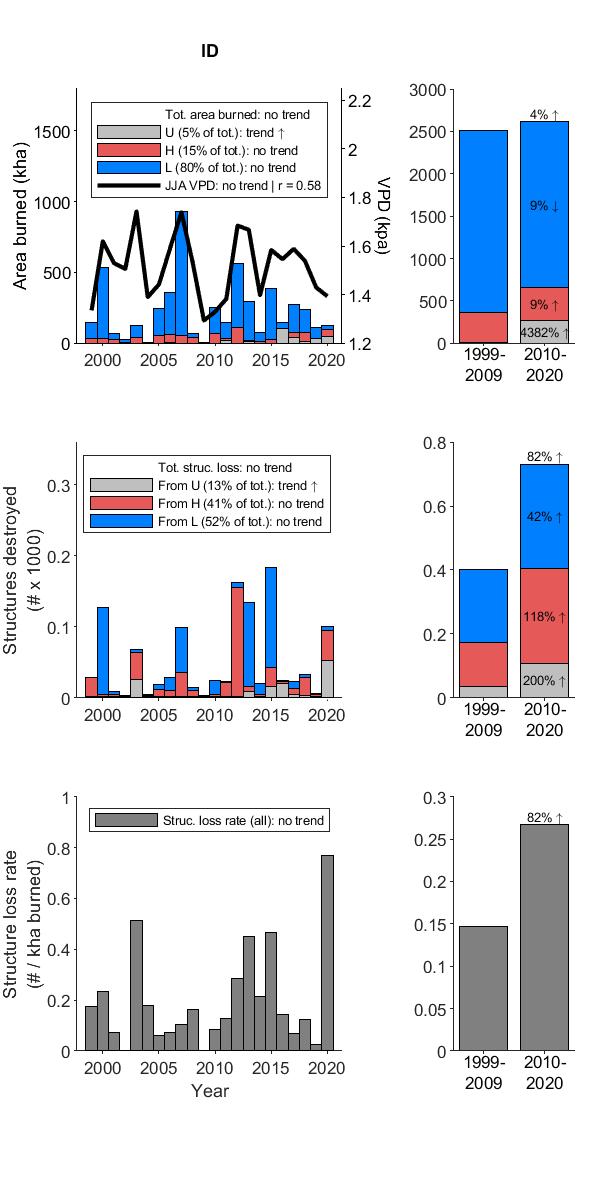 ID
Area burned (kha)
1500
1000
500
0
Tot. area burned: no trend
U (5% of tot.): trend ↑
H (15% of tot.): no trend
L (80% of tot.): no trend
JJA VPD: no trend | r = 0.58
2.2
2
1.8
1.6
1.4
1.2
VPD (kpa)
2000 2005 2010 2015 2020
3000
2500
2000
1500
1000
500
0
4% ↑
9% ↓
9% ↑
4382% ↑
1999-
2009
2010-
2020
Structures destroyed
(# x 1000)
0.3
0.2
0.1
0
Tot. struc. loss: no trend
From U (13% of tot.): trend ↑
From H (41% of tot.): no trend
From L (52% of tot.): no trend
2000 2005 2010 2015 2020
0.8
0.6
0.4
0.2
0
82% ↑
42% ↑
118% ↑
200% ↑
1999-
2009
2010-
2020
Structure loss rate
(# / kha burned)
1
0.8
0.6
0.4
0.2
0
Struc. loss rate (all): no trend
2000 2005 2010 2015 2020
Year
0.3
0.25
0.2
0.15
0.1
0.05
0
82% ↑
1999-
2009
2010-
2020